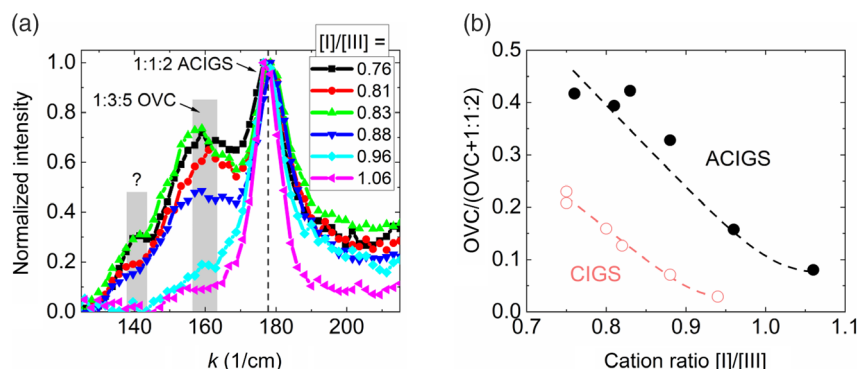 (a)
[I]/[III] =
0.76
0.81
0.83
0.88
0.96
1.06
1:1:2 ACIGS
1:3:5 OVC
?
Normalized intensity
1.0
0.8
0.6
0.4
0.2
0.0
140 160 180 200
k (1/cm)
(b)
OVC/(OVC+1:1:2)
0.5
0.4
0.3
0.2
0.1
0.0
ACIGS
CIGS
0.7 0.8 0.9 1.0 1.1
Cation ratio [I]/[III]